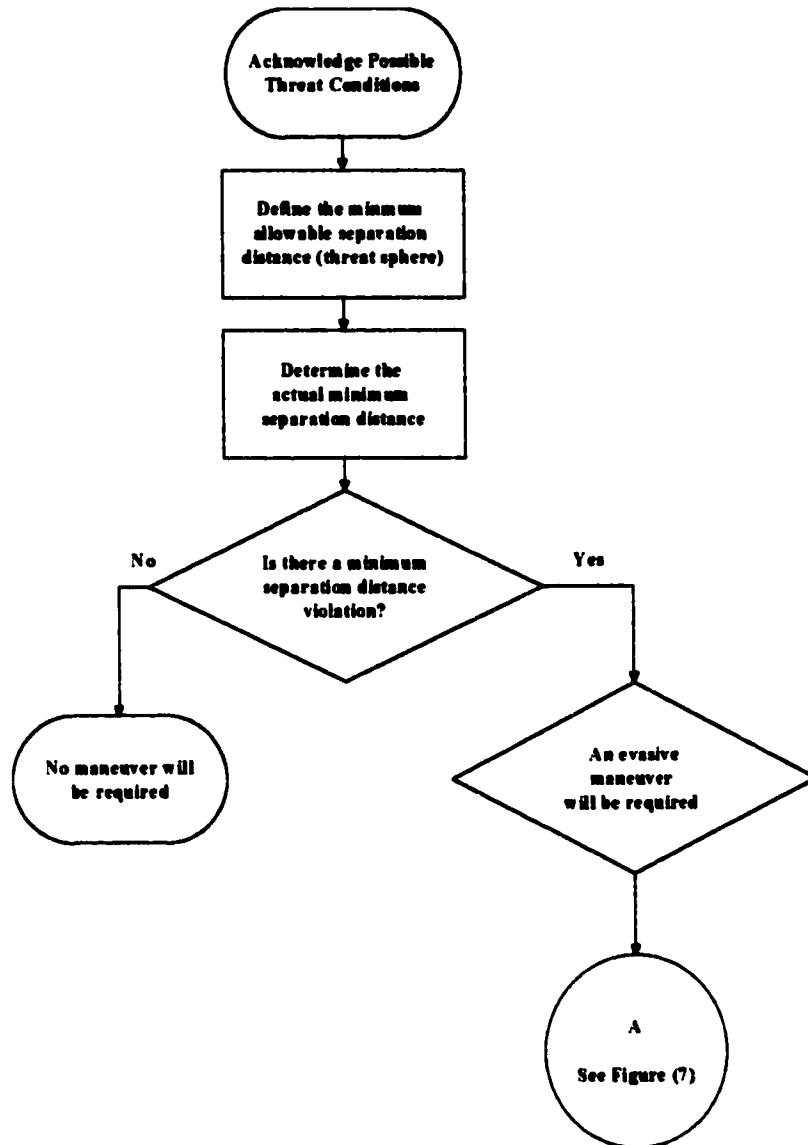 Acknowledge Possible
Threat Conditions
Define the minmum
allowable separation
distance (threat sphere)
Determine the
actual minimum
separation distance
No
Is there a minimum
separation distance
violation?
Yes
No maneuver will
be required
An evasive
maneuver
will be required
A
See Figure (7)